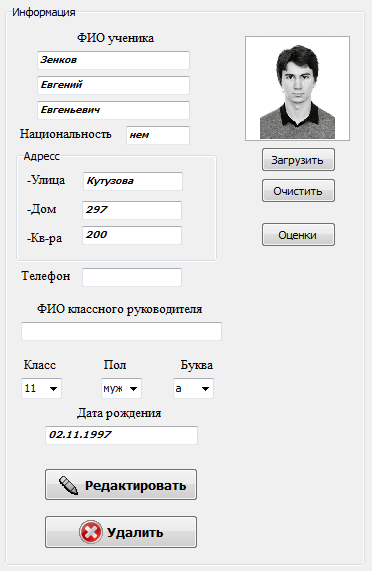 Информация
ФИО ученика
Зенков
Евгений
Евгеньевич
Национальность нем
Адресс
-Улица Кутузова
-Дом 297
-Кв-ра 200
Загрузить
Очистить
Оценки
Телефон
ФИО классного руководителя
Класс Пол Буква
11 муж а
Дата рождения
02.11.1997
Редактировать
Удалить